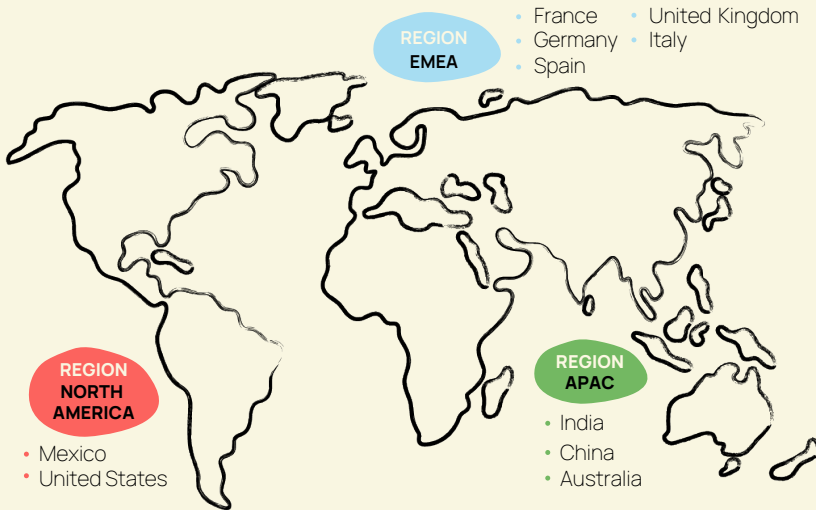 REGION
EMEA
France
Germany
Spain
United Kingdom
Italy
REGION
NORTH
AMERICA
Mexico
United States
REGION
APAC
India
China
Australia